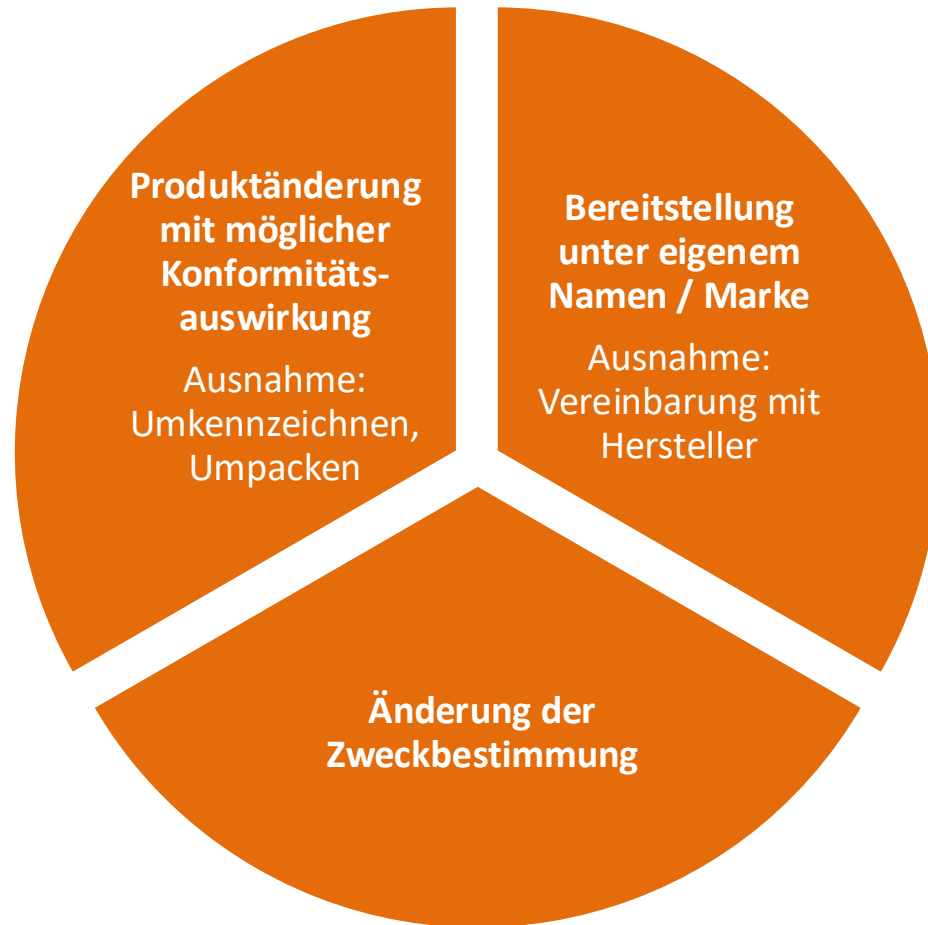 Produktänderung
mit möglicher
Konformitäts-
auswirkung
Ausnahme:
Umkennzeichnen,
Umpacken
Bereitstellung
unter eigenem
Namen / Marke
Ausnahme:
Vereinbarung mit
Hersteller
Änderung der
Zweckbestimmung